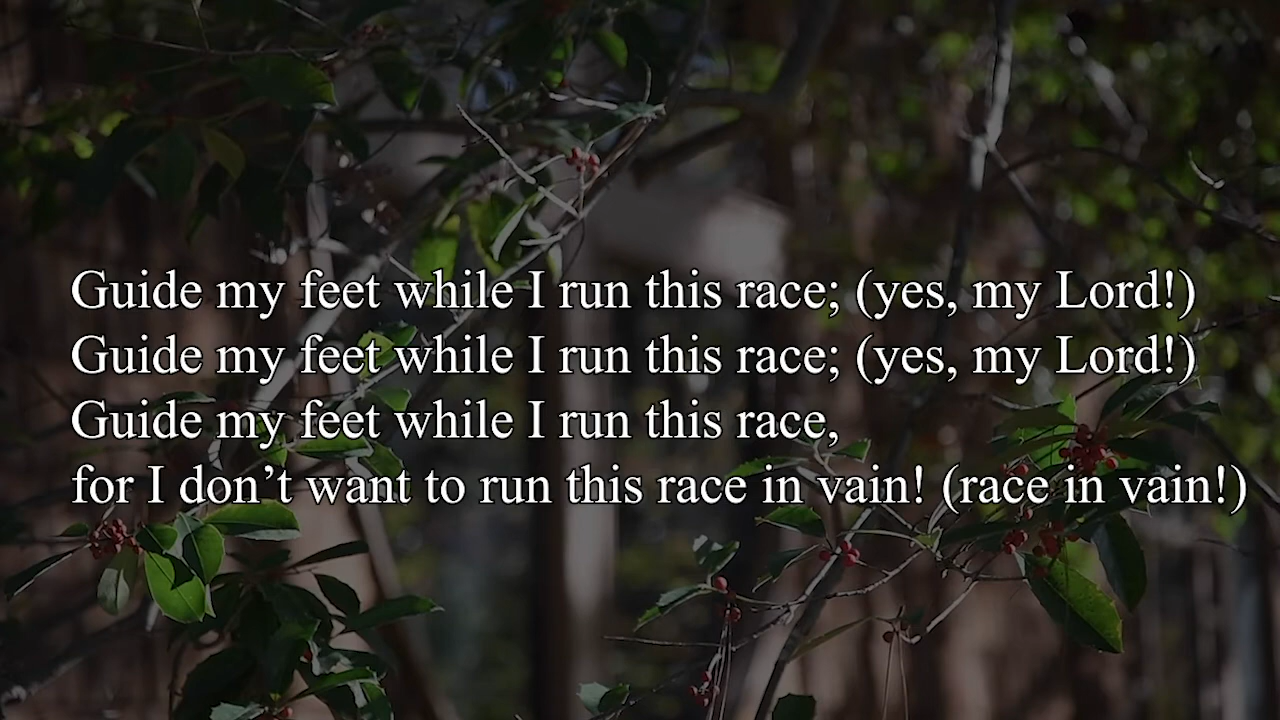 Guide my feet while I run this race; (yes, my Lord!)
Guide my feet while I run this race; (yes, my Lord!)
Guide my feet while I run this race,
for I don’t want to run this race in vain! (race in vain!)